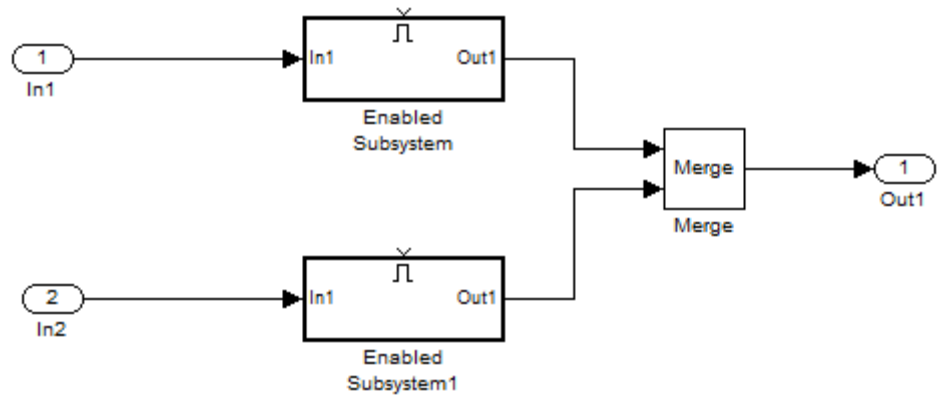 1
In1
In1
Out1
Enabled
Subsystem
Merge
Merge
1
Out1
2
In2
In1
Out1
Enabled
Subsystem1